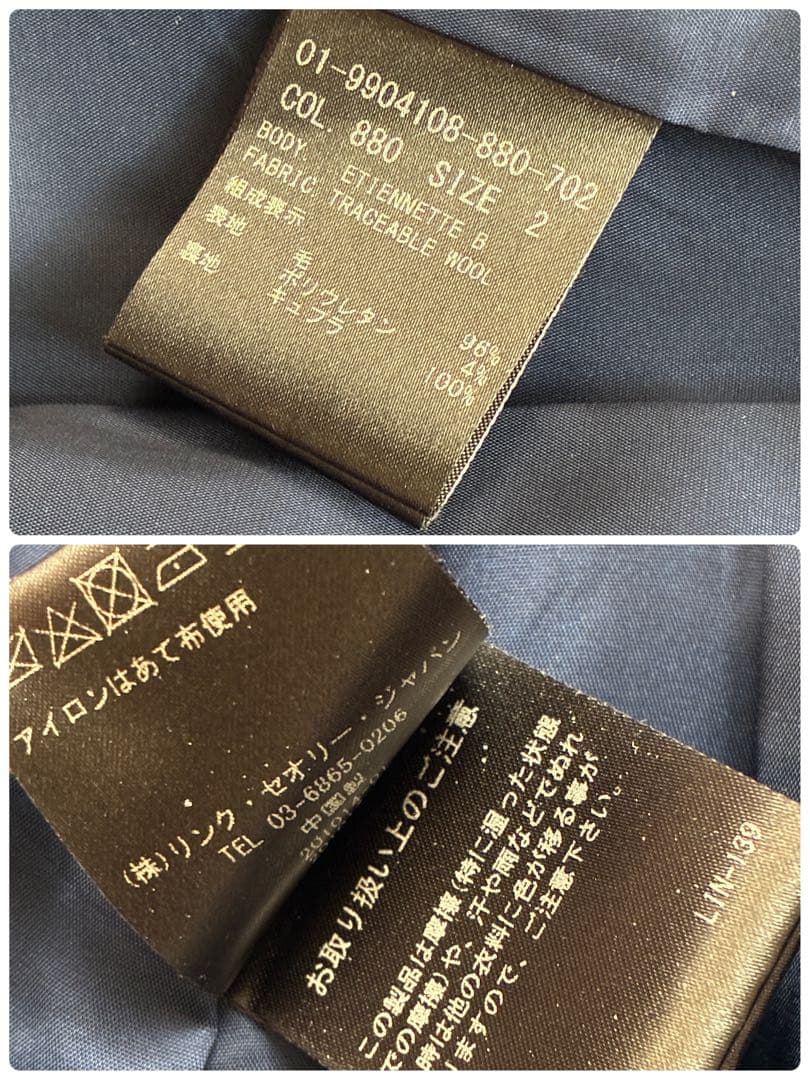 01-9904108-880-702
COL. 880 SIZE 2
BODY. ETIENNETTE B
FABRIC TRACEABLE WOOL
組成表示
表地 毛 96%
ポリウレタン 4%
裏地 キュプラ 100%
アイロンはあて布使用
(株)リンク・セオリー・ジャパン
TEL 03-6865-0206
中国製
お取り扱い上のご注意
この製品は摩擦(特に湿った状態
での摩擦)や、汗や雨などでぬれ
時は他の衣料に色が移る事が
ますので、ご注意下さい。
LIN-139